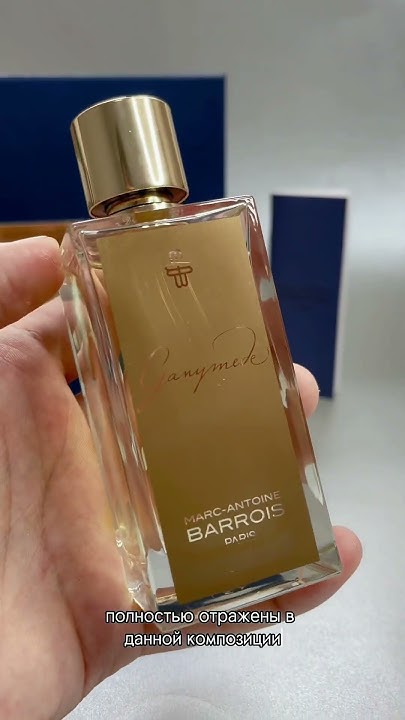 Ganymede
MARC-ANTOINE
BARROIS
PARIS
полностью отражены в
данной композиции